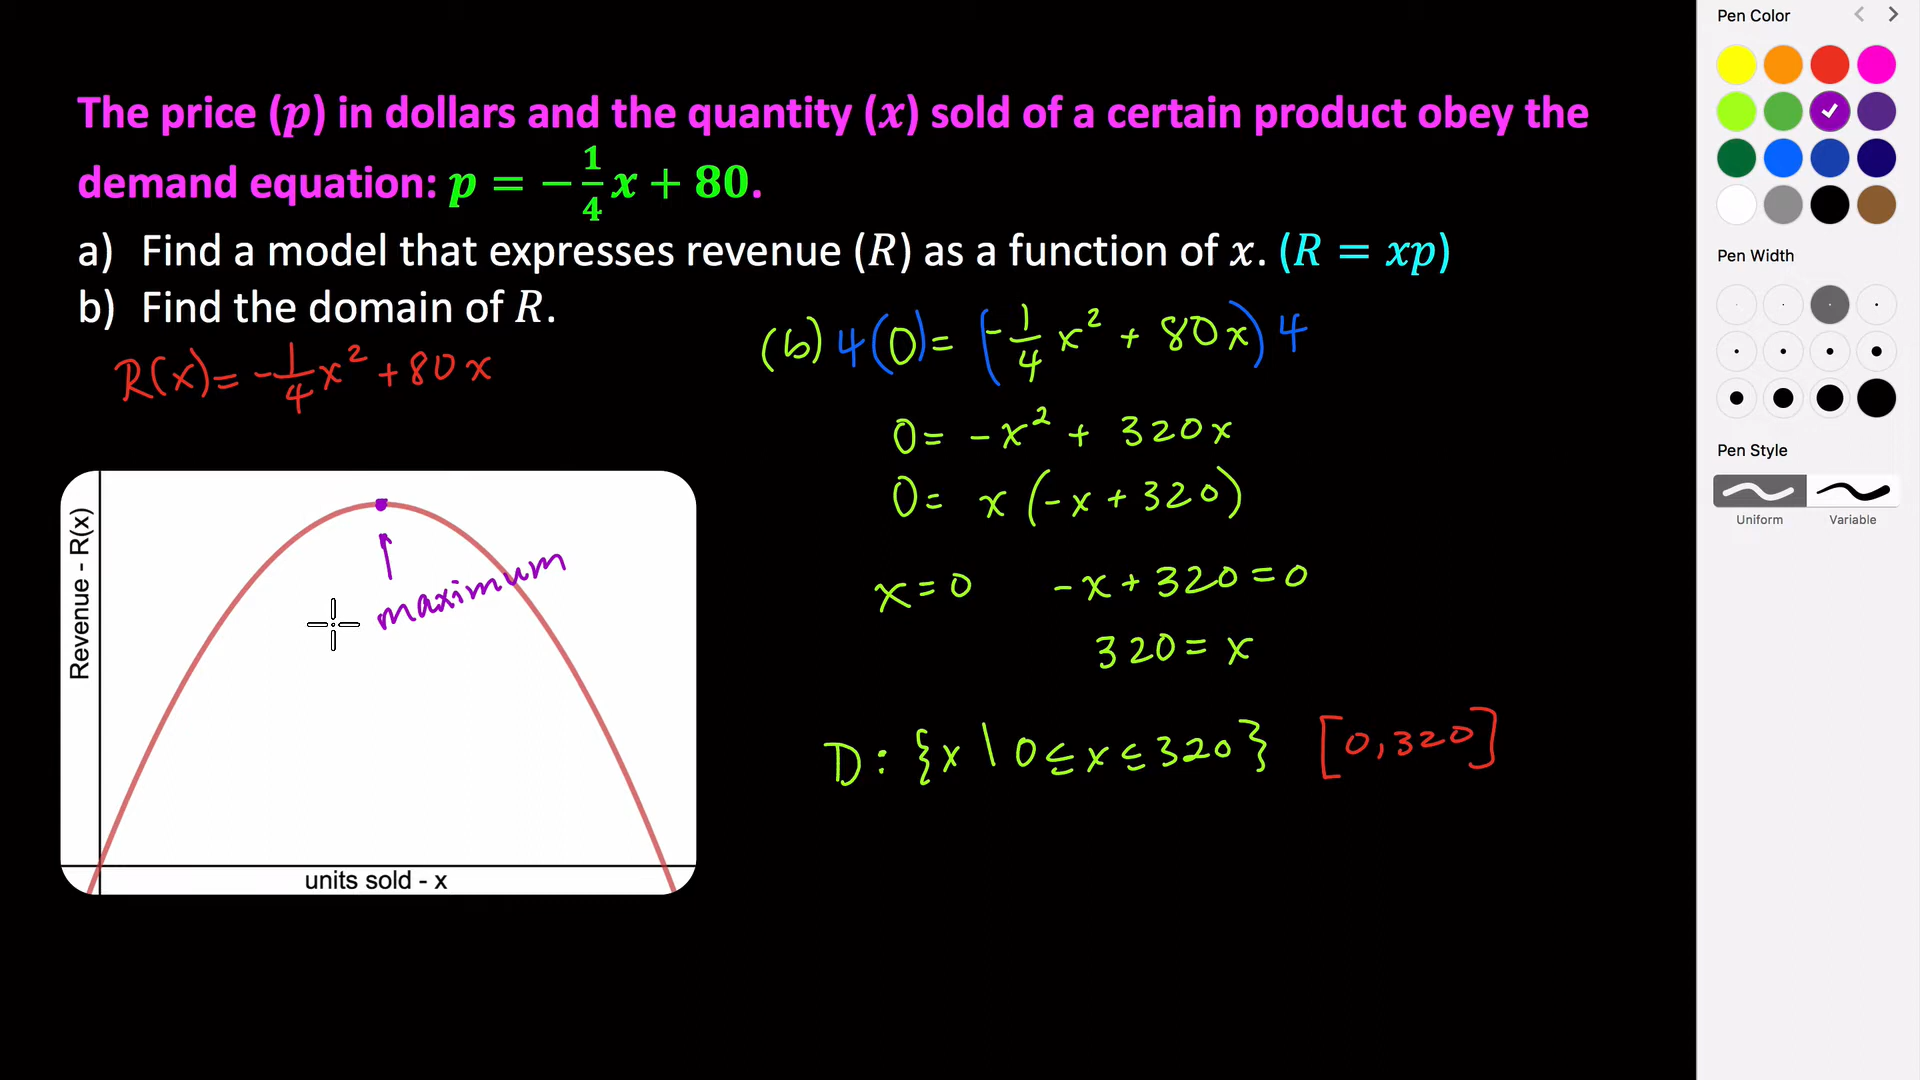 The price (p) in dollars and the quantity (x) sold of a certain product obey the
demand equation: p = −1/4x + 80.
a) Find a model that expresses revenue (R) as a function of x. (R = xp)
b) Find the domain of R.
R(x) = -1/4x² + 80x
(b) 4(0) = (-1/4x² + 80x)4
0 = -x² + 320x
0 = x(-x + 320)
x = 0 -x + 320 = 0
320 = x
D: {x | 0 ≤ x ≤ 320} [0, 320]
Revenue - R(x)
maximum
units sold - x
Pen Color
Pen Width
Pen Style
Uniform Variable